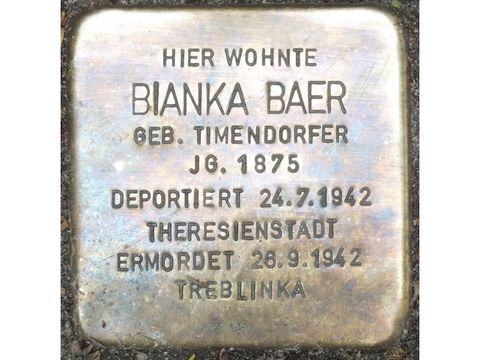 HIER WOHNTE
BIANKA BAER
GEB. TIMENDORFER
JG. 1875
DEPORTIERT 24.7.1942
THERESIENSTADT
ERMORDET 26.9.1942
TREBLINKA